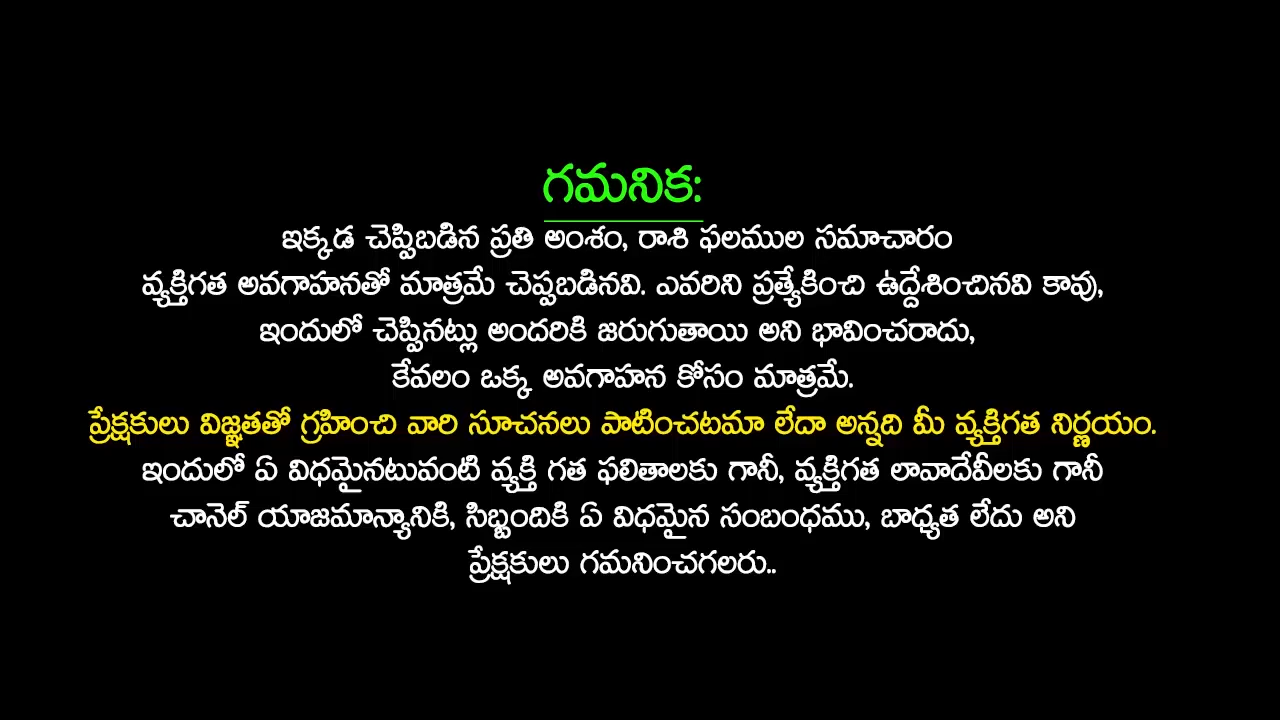 గమనిక:
ఇక్కడ చెప్పిబడిన ప్రతి అంశం, రాశి ఫలముల సమాచారం
వ్యక్తిగత అవగాహనతో మాత్రమే చెప్పబడినవి. ఎవరిని ప్రత్యేకించి ఉద్దేశించినవి కావు,
ఇందులో చెప్పినట్లు అందరికి జరుగుతాయి అని భావించరాదు,
కేవలం ఒక్క అవగాహన కోసం మాత్రమే.
ప్రేక్షకులు విజ్ఞతతో గ్రహించి వారి సూచనలు పాటించటమా లేదా అన్నది మీ వ్యక్తిగత నిర్ణయం.
ఇందులో ఏ విధమైనటువంటి వ్యక్తి గత ఫలితాలకు గానీ, వ్యక్తిగత లావాదేవీలకు గానీ
చానెల్ యాజమాన్యానికి, సిబ్బందికి ఏ విధమైన సంబంధము, బాధ్యత లేదు అని
ప్రేక్షకులు గమనించగలరు..